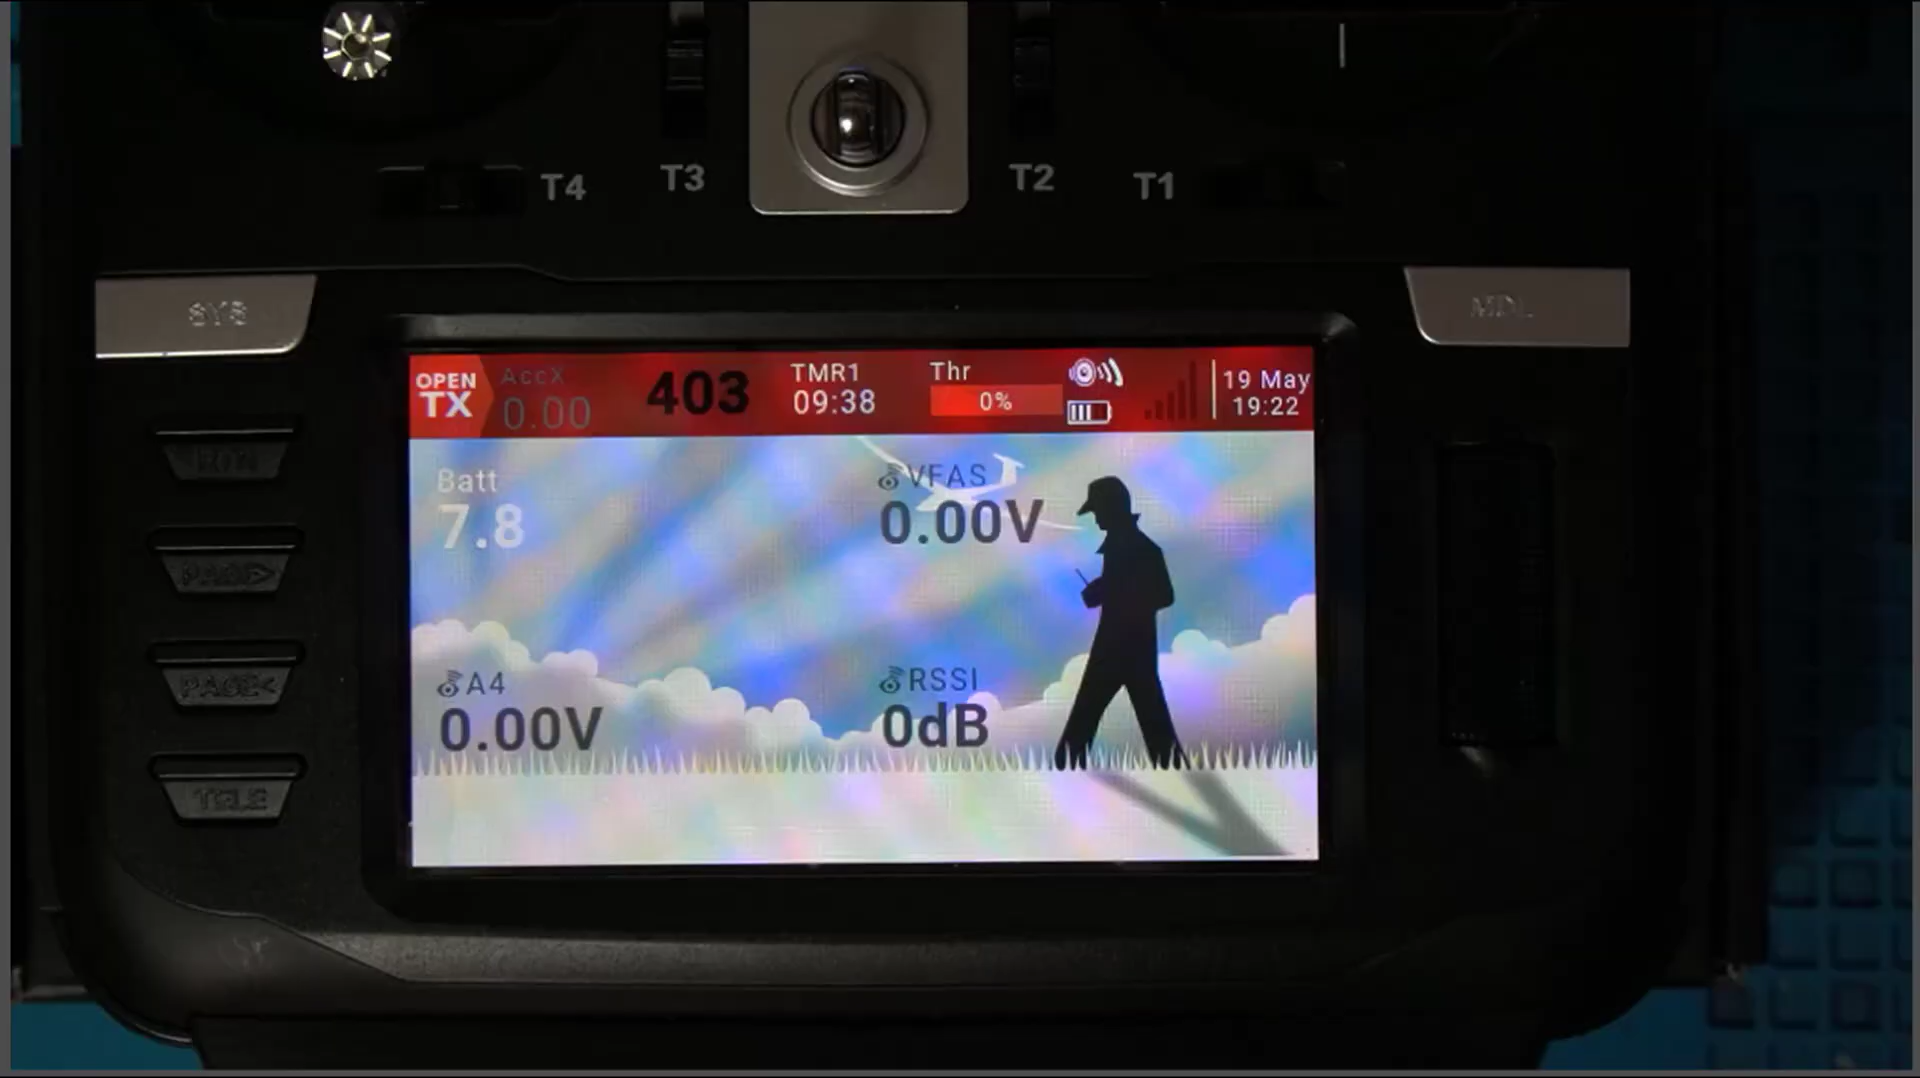 T4
T3
T2
T1
SYS
MDL
OPEN
TX
AccX
0.00
403
TMR1
09:38
Thr
0%
19 May
19:22
RTN
Batt
7.8
VFAS
0.00V
PAGE>
PAGE<
A4
0.00V
RSSI
0dB
TELE